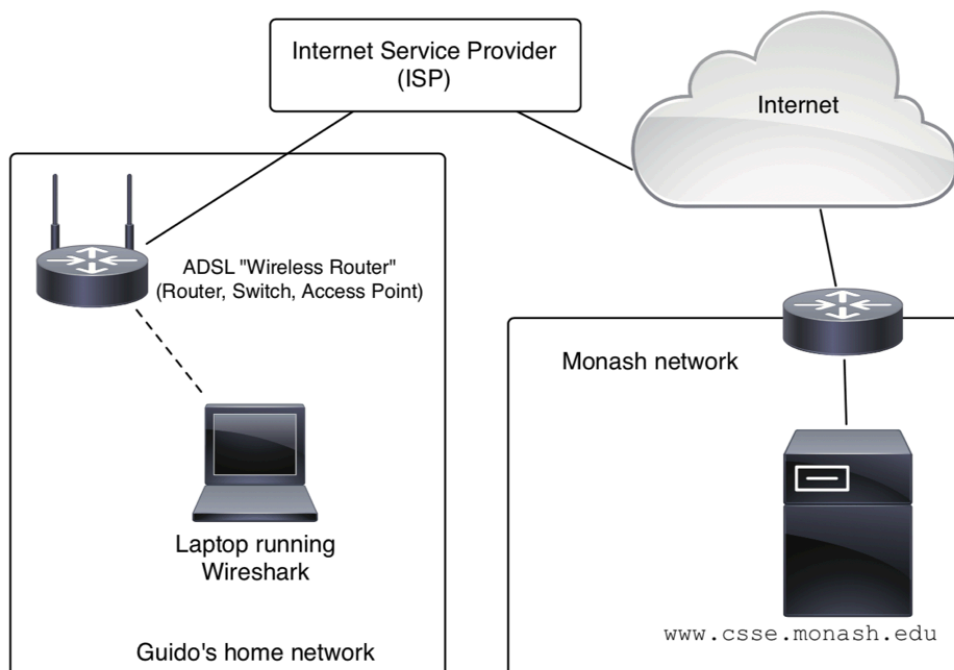 Internet Service Provider
(ISP)
Internet
ADSL "Wireless Router"
(Router, Switch, Access Point)
Monash network
Laptop running
Wireshark
www.csse.monash.edu
Guido's home network